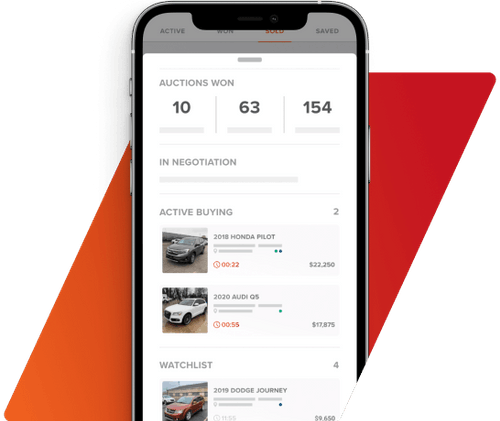 ACTIVE WON SOLD SAVED
AUCTIONS WON
10 63 154
IN NEGOTIATION
ACTIVE BUYING 2
2018 HONDA PILOT
00:22 $22,250
2020 AUDI Q5
00:55 $17,875
WATCHLIST 4
2019 DODGE JOURNEY
11:55 $9,650